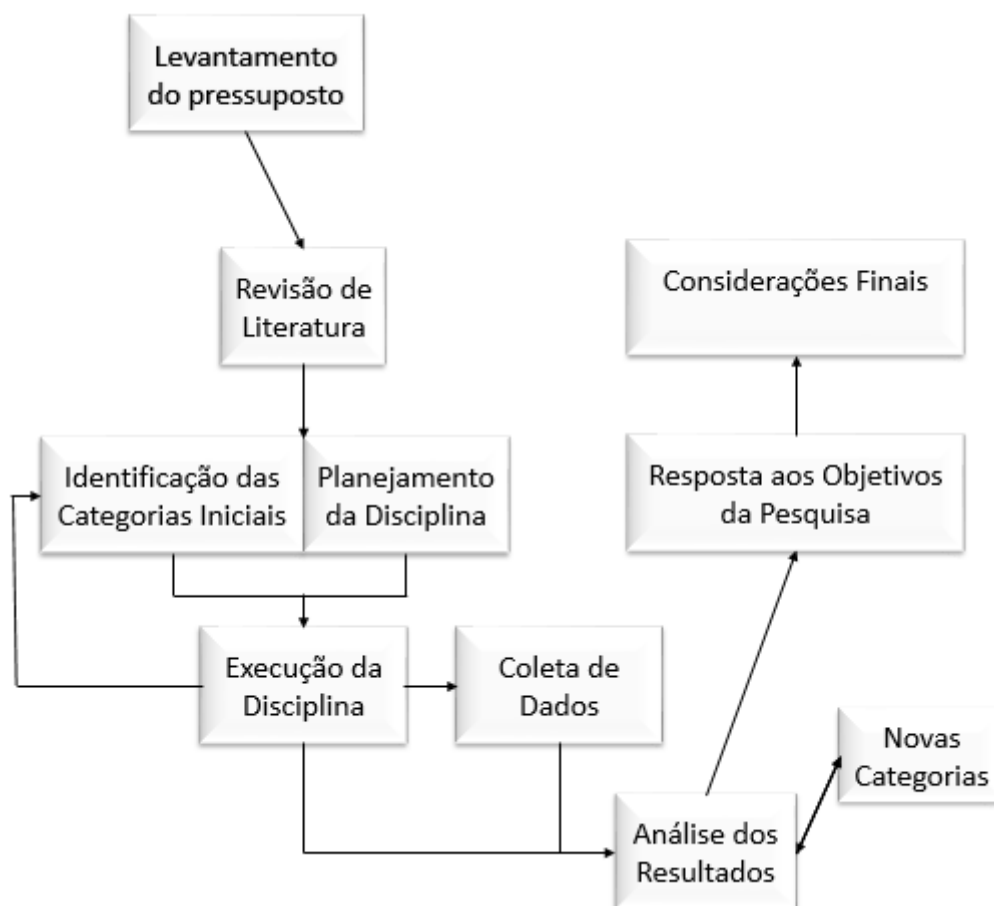 Levantamento
do pressuposto
Revisão de
Literatura
Considerações Finais
Identificação das
Categorias Iniciais
Planejamento
da Disciplina
Resposta aos Objetivos
da Pesquisa
Execução da
Disciplina
Coleta de
Dados
Novas
Categorias
Análise dos
Resultados